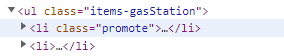 ▼<ul class="items-gasStation">
▶<li class="promote">…</li>
▶<li>…</li>